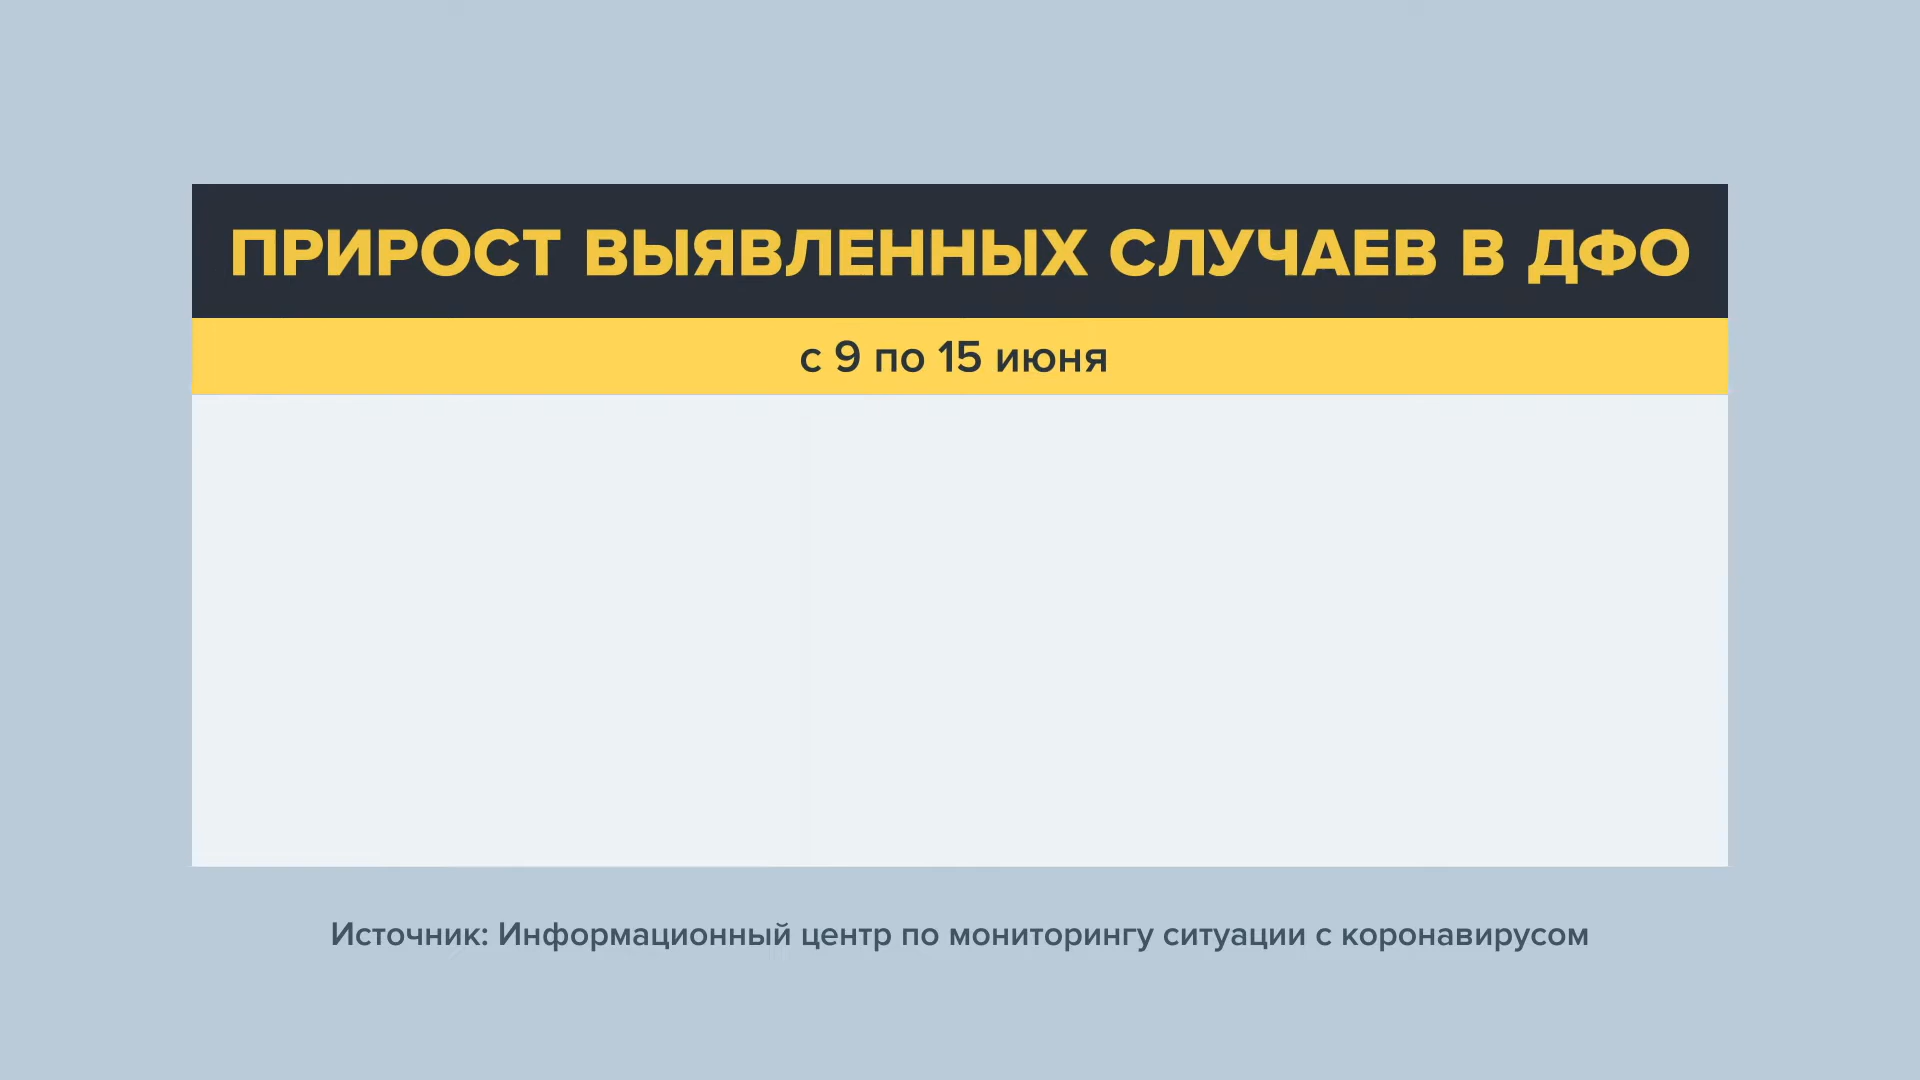 ПРИРОСТ ВЫЯВЛЕННЫХ СЛУЧАЕВ В ДФО
с 9 по 15 июня
Источник: Информационный центр по мониторингу ситуации с коронавирусом